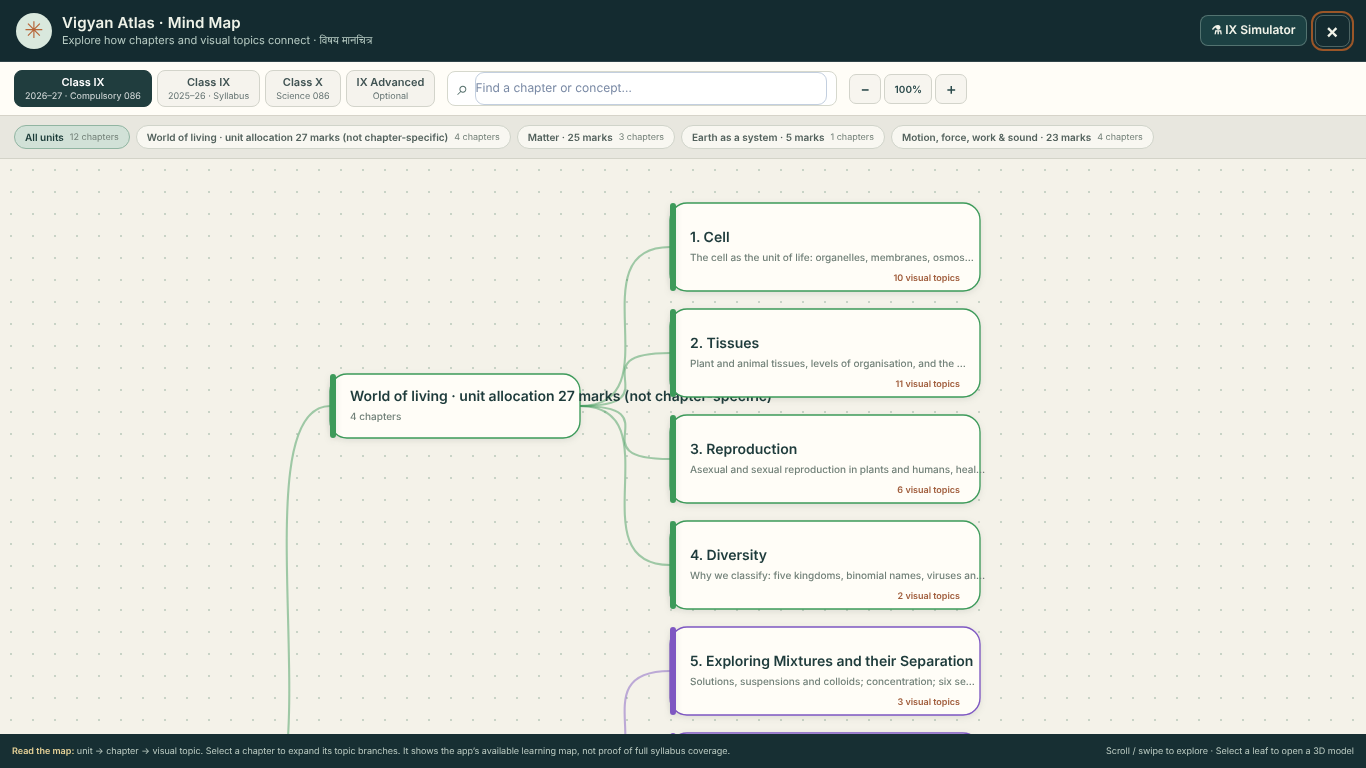 Vigyan Atlas · Mind Map
Explore how chapters and visual topics connect · विषय मानचित्र
IX Simulator
×
Class IX
2026–27 · Compulsory 086
Class IX
2025–26 · Syllabus
Class X
Science 086
IX Advanced
Optional
Find a chapter or concept...
−
100%
+
All units 12 chapters
World of living · unit allocation 27 marks (not chapter-specific) 4 chapters
Matter · 25 marks 3 chapters
Earth as a system · 5 marks 1 chapters
Motion, force, work & sound · 23 marks 4 chapters
1. Cell
The cell as the unit of life: organelles, membranes, osmos...
10 visual topics
2. Tissues
Plant and animal tissues, levels of organisation, and the ...
11 visual topics
World of living · unit allocation 27 marks (not chapter-specific)
4 chapters
3. Reproduction
Asexual and sexual reproduction in plants and humans, heal...
6 visual topics
4. Diversity
Why we classify: five kingdoms, binomial names, viruses an...
2 visual topics
5. Exploring Mixtures and their Separation
Solutions, suspensions and colloids; concentration; six se...
3 visual topics
Read the map: unit → chapter → visual topic. Select a chapter to expand its topic branches. It shows the app's available learning map, not proof of full syllabus coverage.
Scroll / swipe to explore · Select a leaf to open a 3D model